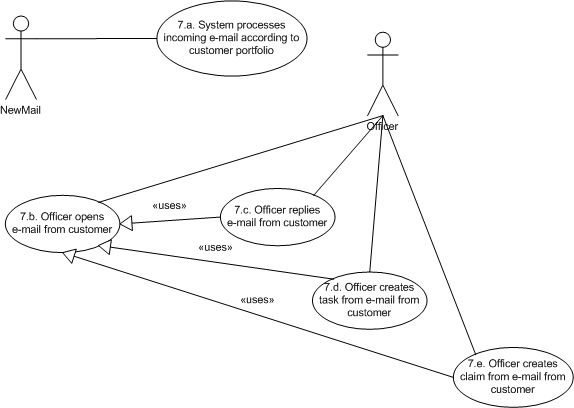 7.a. System processes
incoming e-mail according to
customer portfolio
NewMail
Officer
«uses»
7.b. Officer opens
e-mail from customer
7.c. Officer replies
e-mail from customer
«uses»
7.d. Officer creates
task from e-mail from
customer
«uses»
7.e. Officer creates
claim from e-mail from
customer